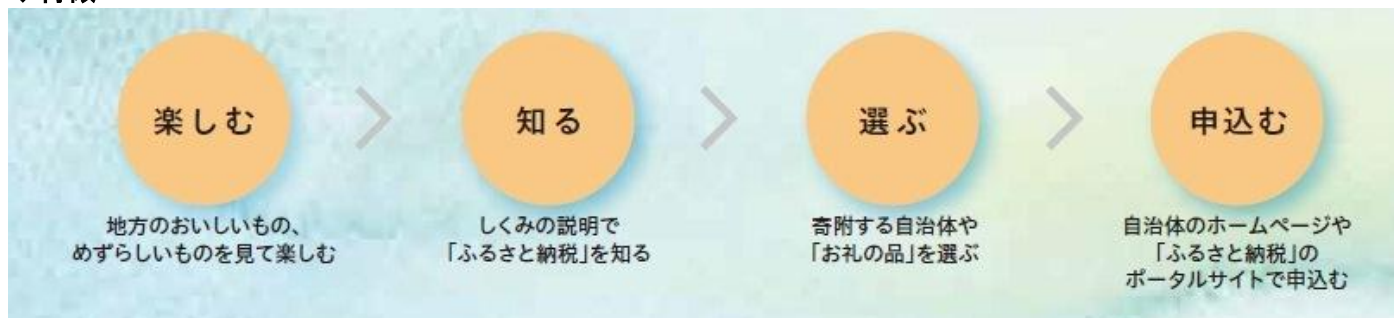 楽しむ
知る
選ぶ
申込む
地方のおいしいもの、
めずらしいものを見て楽しむ
しくみの説明で
「ふるさと納税」を知る
寄附する自治体や
「お礼の品」を選ぶ
自治体のホームページや
「ふるさと納税」の
ポータルサイトで申込む